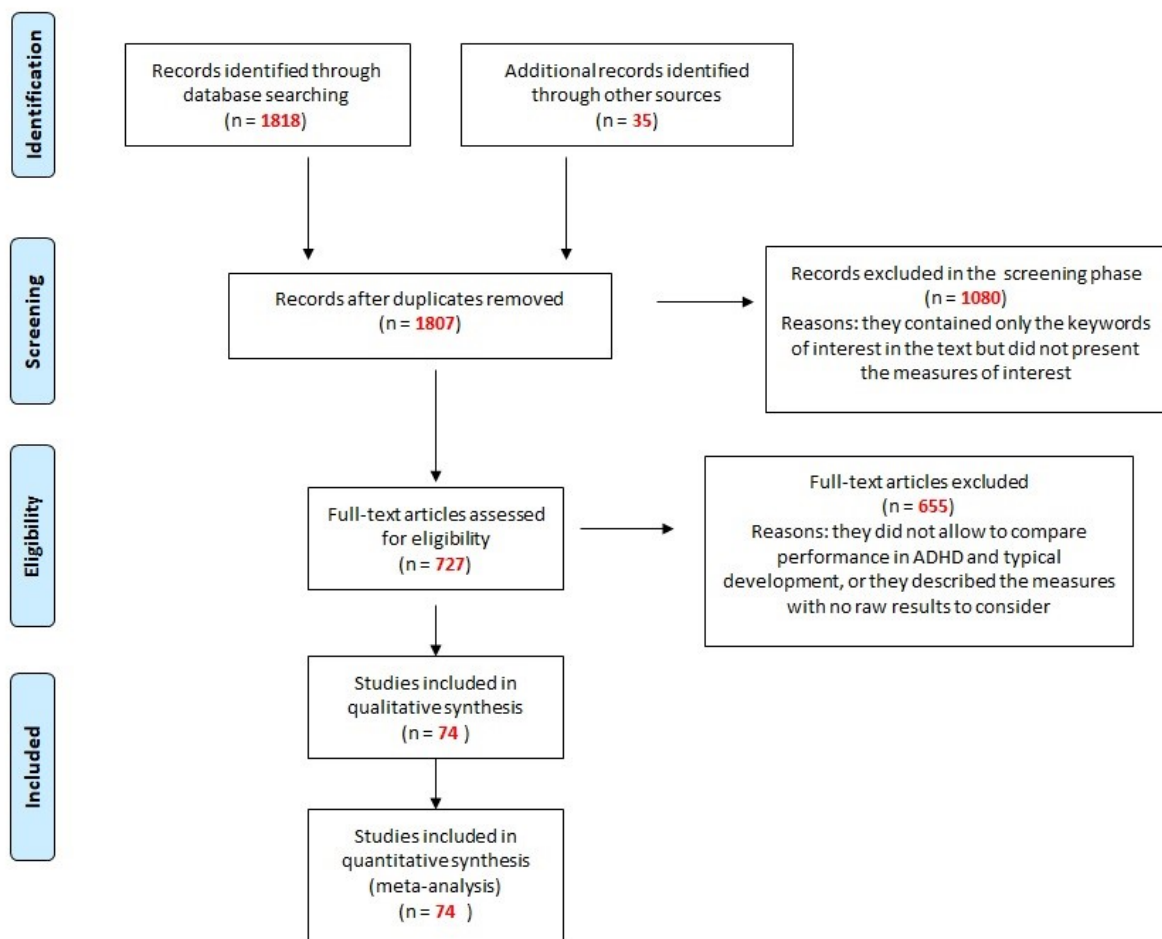 Identification
Records identified through
database searching
(n = 1818)
Additional records identified
through other sources
(n = 35)
Screening
Records after duplicates removed
(n = 1807)
Records excluded in the screening phase
(n = 1080)
Reasons: they contained only the keywords
of interest in the text but did not present
the measures of interest
Eligibility
Full-text articles assessed
for eligibility
(n = 727)
Full-text articles excluded
(n = 655)
Reasons: they did not allow to compare
performance in ADHD and typical
development, or they described the measures
with no raw results to consider
Included
Studies included in
qualitative synthesis
(n = 74 )
Studies included in
quantitative synthesis
(meta-analysis)
(n = 74 )